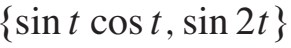 {sin t cos t, sin 2t}